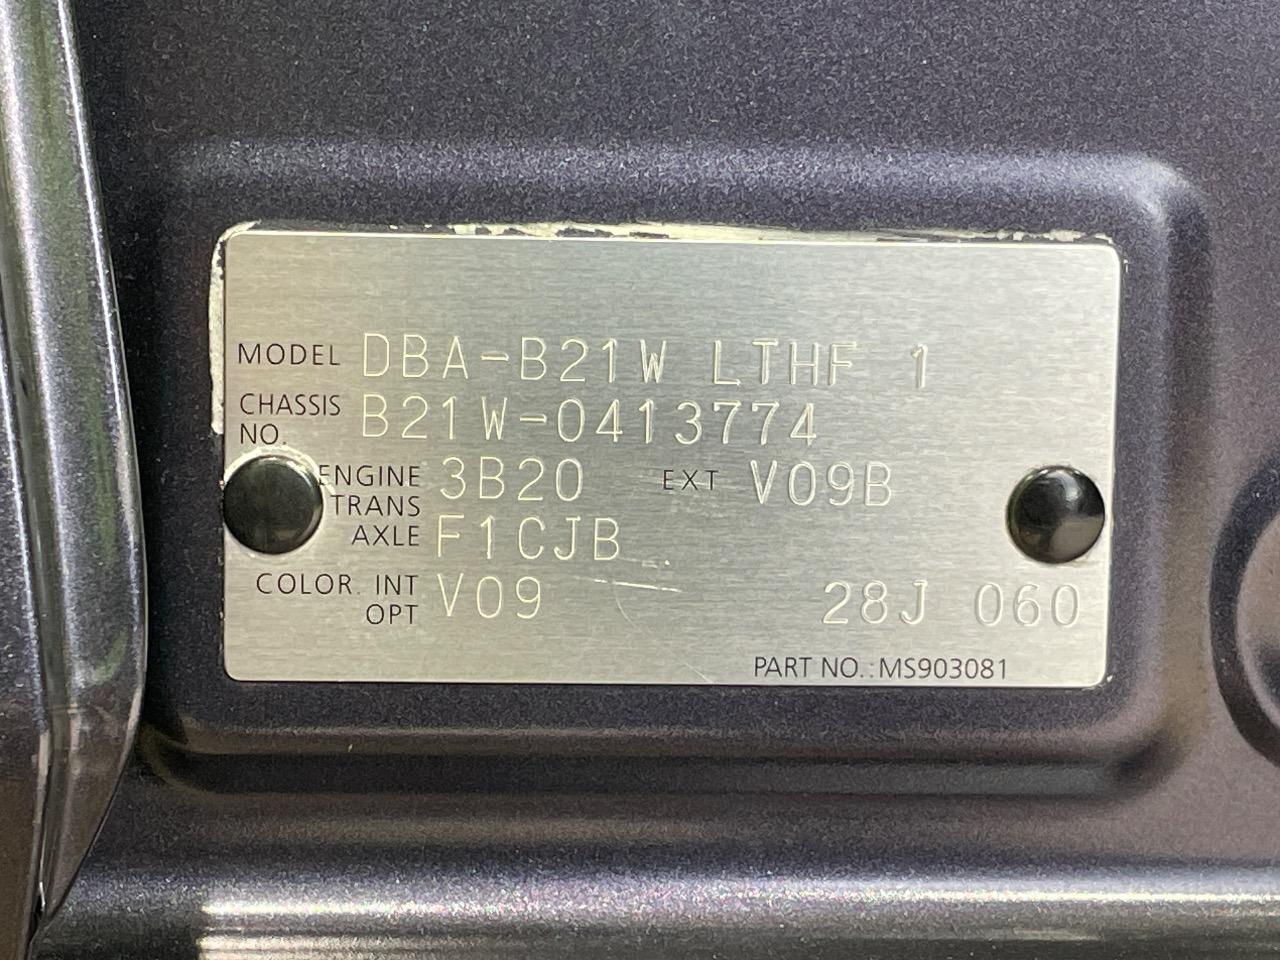 MODEL DBA-B21W LTHF 1
CHASSIS NO. B21W-0413774
ENGINE 3B20 EXT V09B
TRANS AXLE F1CJB
COLOR INT OPT V09 28J 060
PART NO.:MS903081